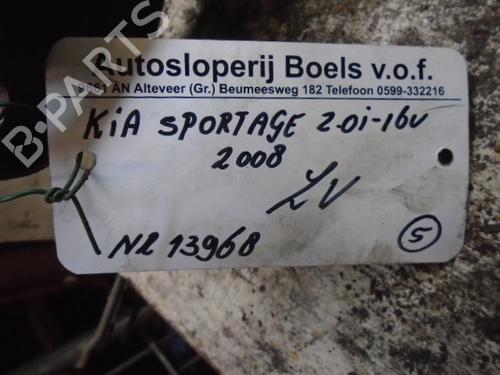 B-PARTS
Autosloperij Boels v.o.f.
AN Alteveer (Gr.) Beumeesweg 182 Telefoon 0599-332216
KiA SPORTAGE 2.0i-16v
2008
LV
NR 13968
5